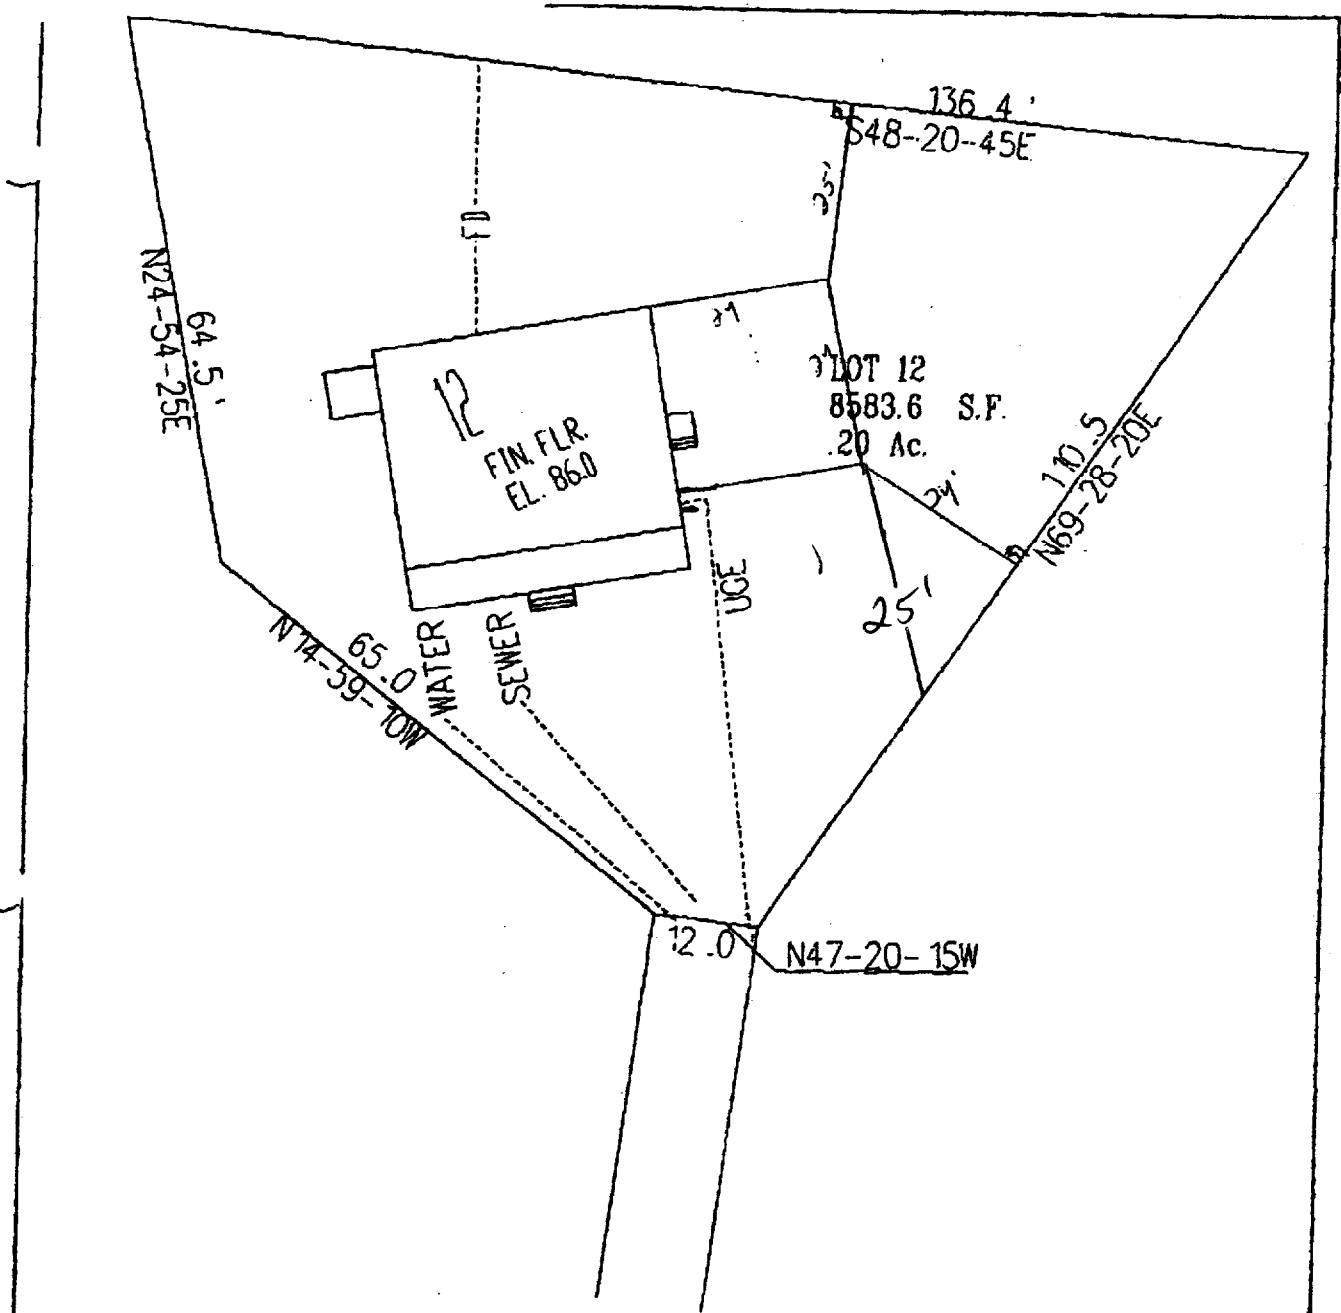 136.4'
S48-20-45E
25'
FD
N24-54-25E
64.5'
LOT 12
8583.6 S.F.
.20 Ac.
12
FIN. FLR.
EL. 86.0
110.5
N69-28-20E
24'
UGE
25'
WATER
SEWER
65.0
N74-59-10W
12.0
N47-20-15W